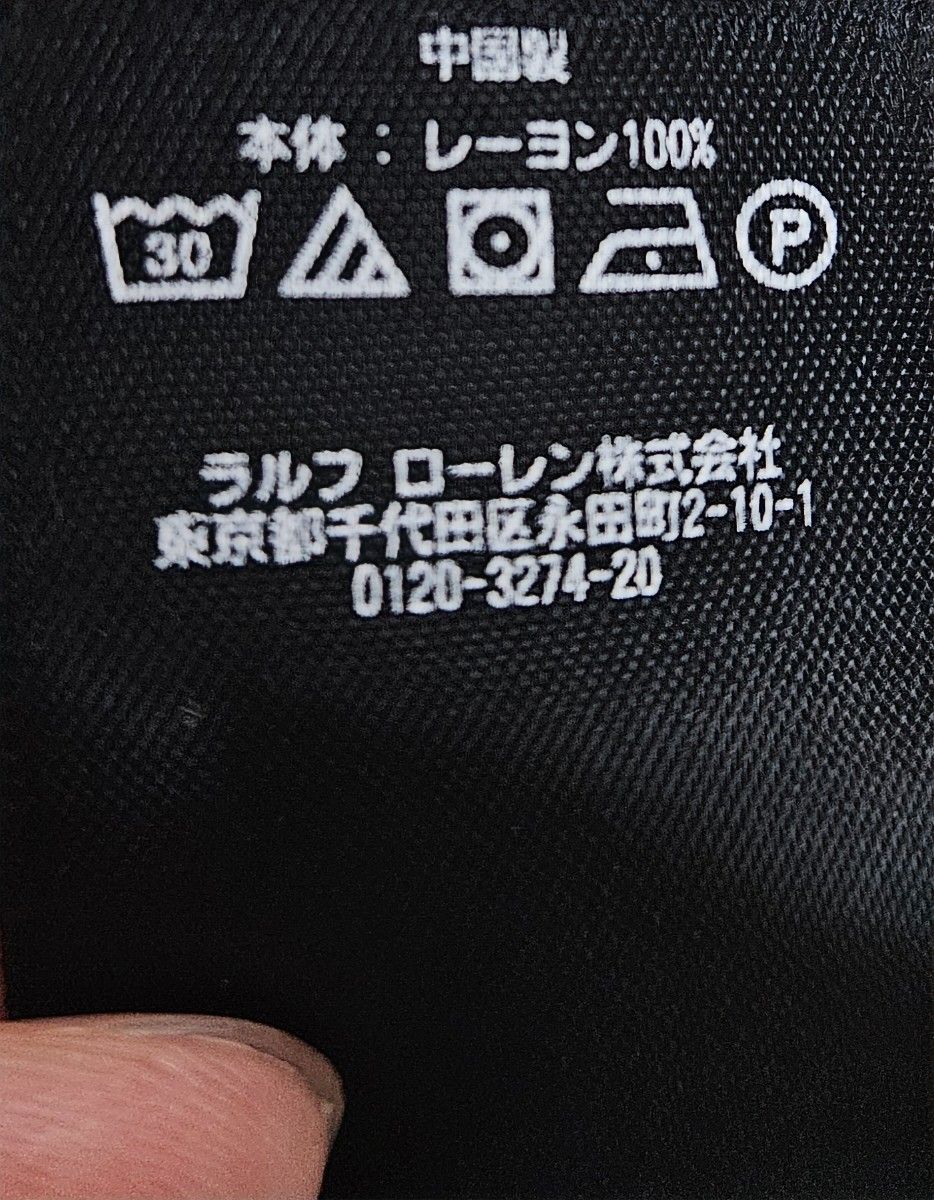 中國製
本体：レーヨン100%
30 P
ラルフ ローレン株式会社
東京都千代田区永田町2-10-1
0120-3274-20